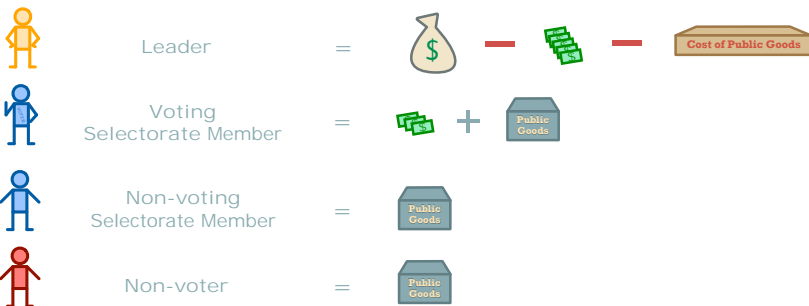 Leader = $ − − Cost of Public Goods
Voting
Selectorate Member = + Public
Goods
Non-voting
Selectorate Member = Public
Goods
Non-voter = Public
Goods